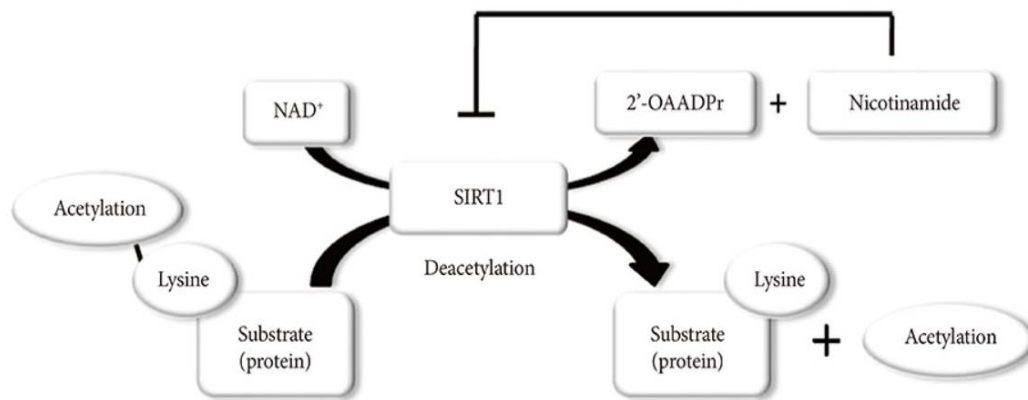 NAD⁺
2'-OAADPr
+
Nicotinamide
SIRT1
Acetylation
Deacetylation
Lysine
Lysine
Substrate
(protein)
Substrate
(protein)
+
Acetylation